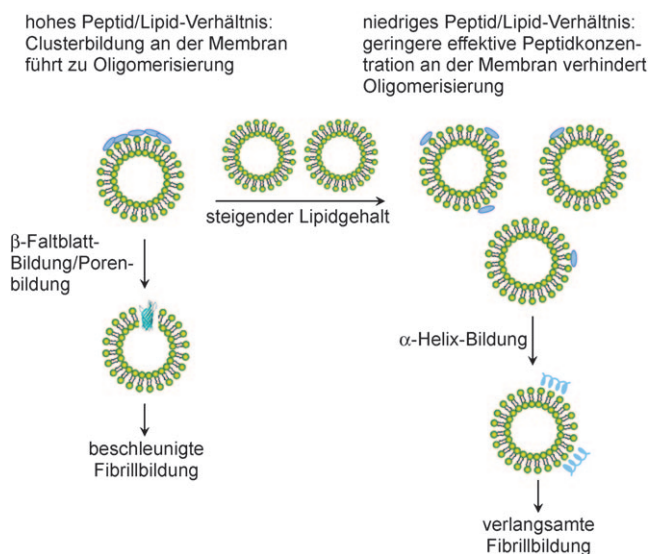 hohes Peptid/Lipid-Verhältnis:
Clusterbildung an der Membran
führt zu Oligomerisierung
niedriges Peptid/Lipid-Verhältnis:
geringere effektive Peptidkonzen-
tration an der Membran verhindert
Oligomerisierung
steigender Lipidgehalt
β-Faltblatt-
Bildung/Poren-
bildung
α-Helix-Bildung
beschleunigte
Fibrillbildung
verlangsamte
Fibrillbildung